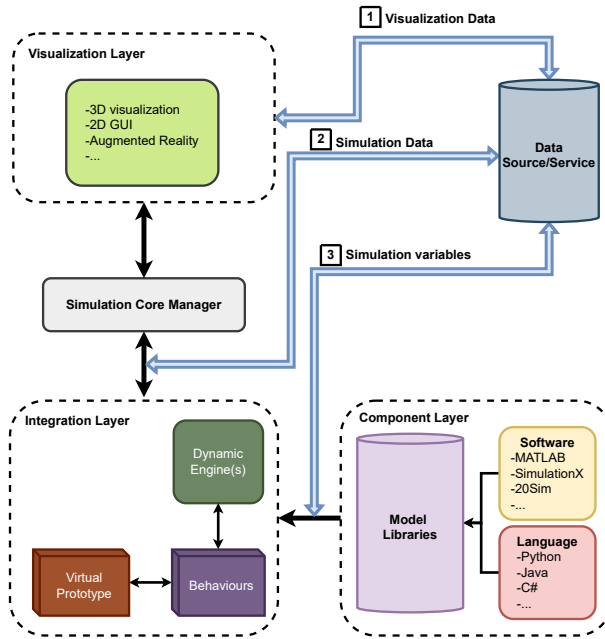 1 Visualization Data
Visualization Layer
-3D visualization
-2D GUI
-Augmented Reality
-...
Data
Source/Service
2 Simulation Data
3 Simulation variables
Simulation Core Manager
Integration Layer
Dynamic
Engine(s)
Virtual
Prototype
Behaviours
Component Layer
Model
Libraries
Software
-MATLAB
-SimulationX
-20Sim
-...
Language
-Python
-Java
-C#
-...